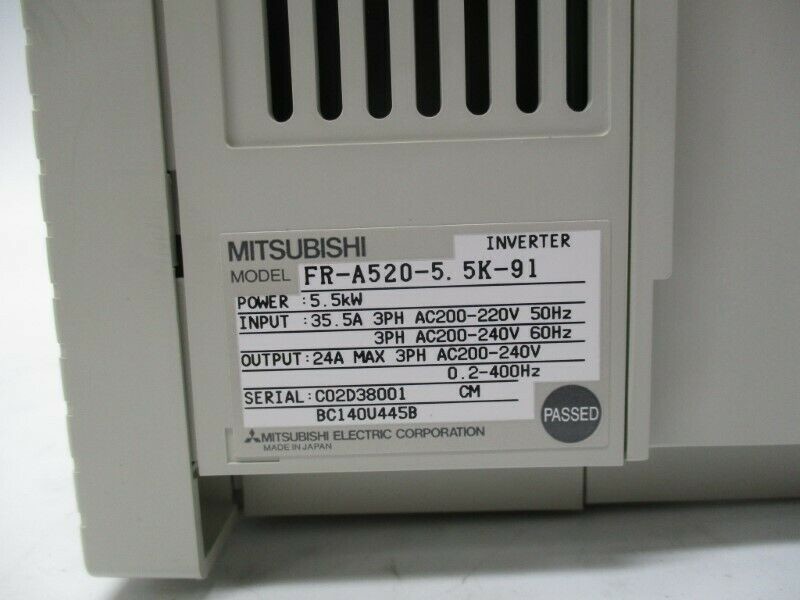 MITSUBISHI INVERTER
MODEL FR-A520-5.5K-91
POWER :5.5kW
INPUT :35.5A 3PH AC200-220V 50Hz
3PH AC200-240V 60Hz
OUTPUT:24A MAX 3PH AC200-240V
0.2-400Hz
SERIAL:C02D38001 CM
BC140U445B
PASSED
MITSUBISHI ELECTRIC CORPORATION
MADE IN JAPAN